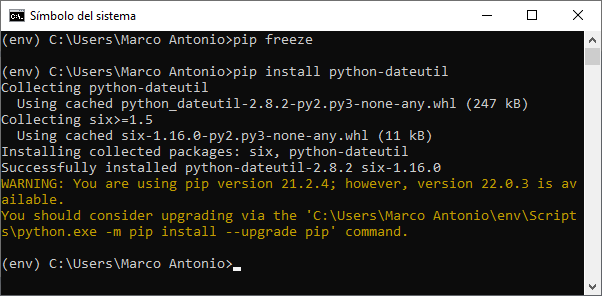 Símbolo del sistema
(env) C:\Users\Marco Antonio>pip freeze
(env) C:\Users\Marco Antonio>pip install python-dateutil
Collecting python-dateutil
  Using cached python_dateutil-2.8.2-py2.py3-none-any.whl (247 kB)
Collecting six>=1.5
  Using cached six-1.16.0-py2.py3-none-any.whl (11 kB)
Installing collected packages: six, python-dateutil
Successfully installed python-dateutil-2.8.2 six-1.16.0
WARNING: You are using pip version 21.2.4; however, version 22.0.3 is av
ailable.
You should consider upgrading via the 'C:\Users\Marco Antonio\env\Script
s\python.exe -m pip install --upgrade pip' command.
(env) C:\Users\Marco Antonio>